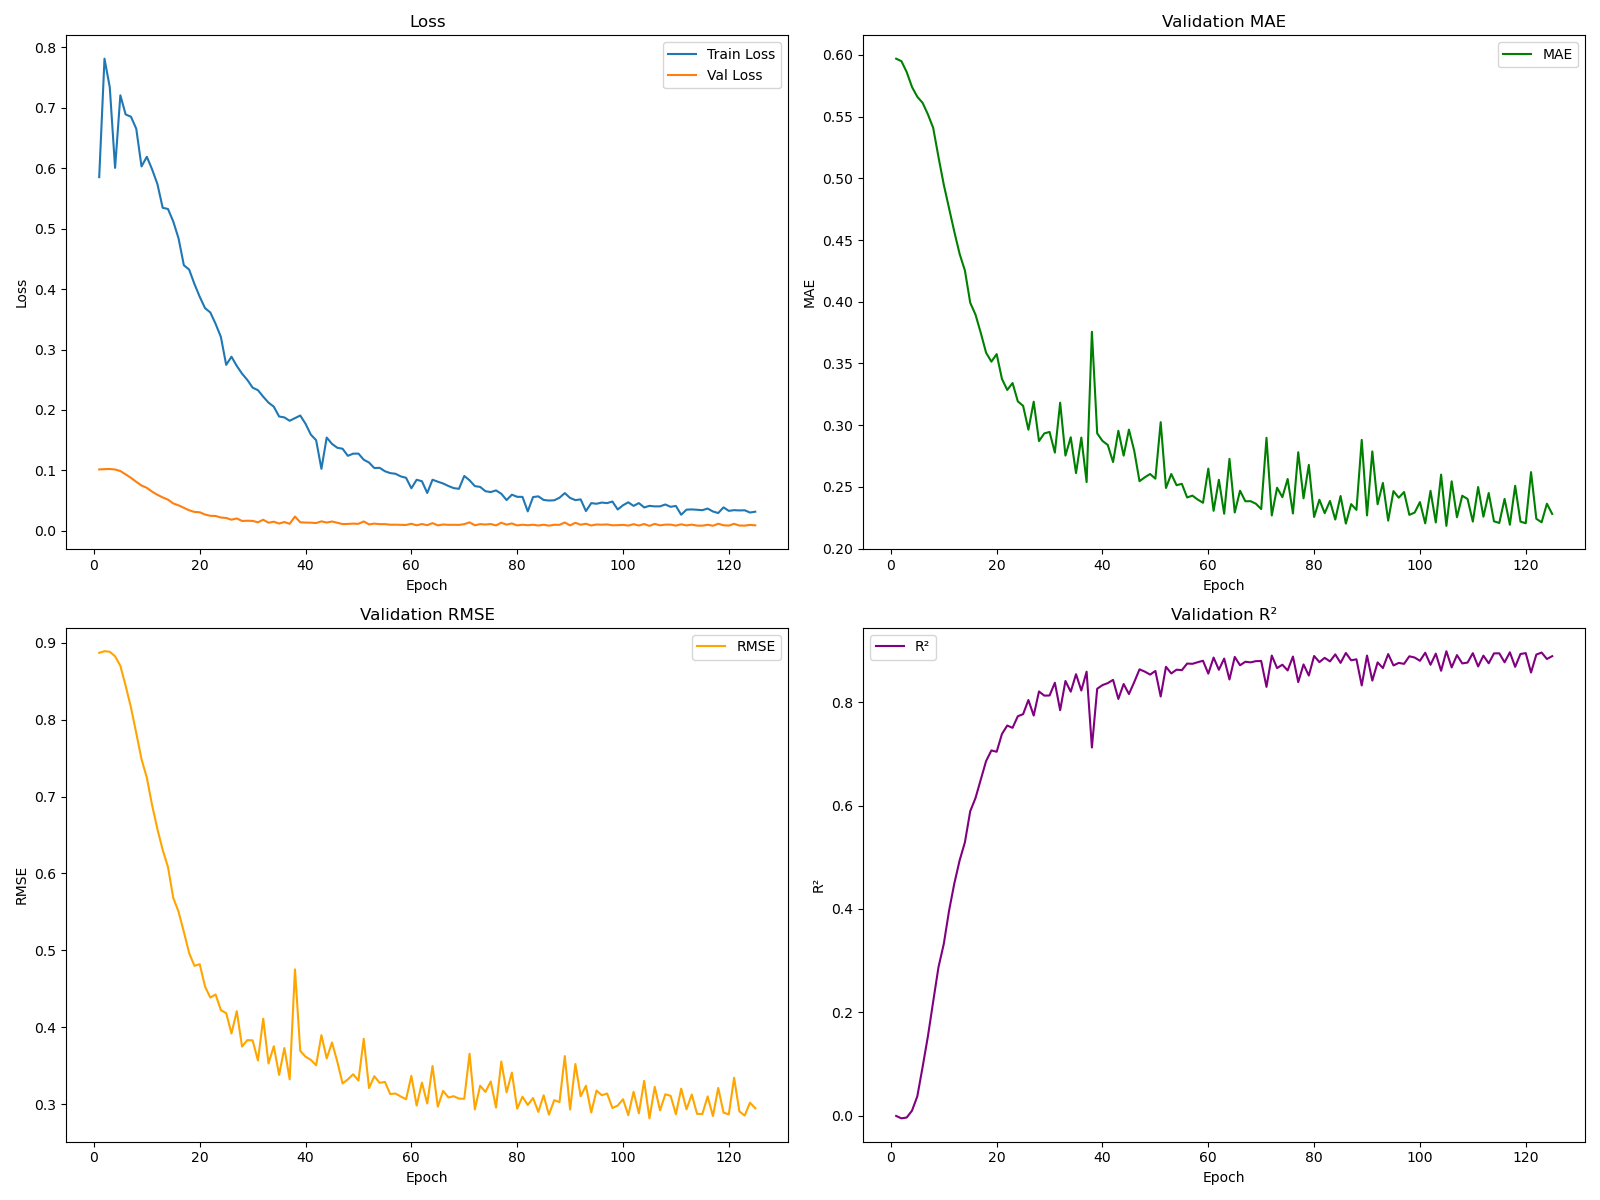 Loss
Loss
0.8
0.7
0.6
0.5
0.4
0.3
0.2
0.1
0.0
Train Loss
Val Loss
0 20 40 60 80 100 120
Epoch
Validation MAE
MAE
0.60
0.55
0.50
0.45
0.40
0.35
0.30
0.25
0.20
MAE
0 20 40 60 80 100 120
Epoch
Validation RMSE
RMSE
0.9
0.8
0.7
0.6
0.5
0.4
0.3
RMSE
0 20 40 60 80 100 120
Epoch
Validation R²
R²
0.8
0.6
0.4
0.2
0.0
R²
0 20 40 60 80 100 120
Epoch